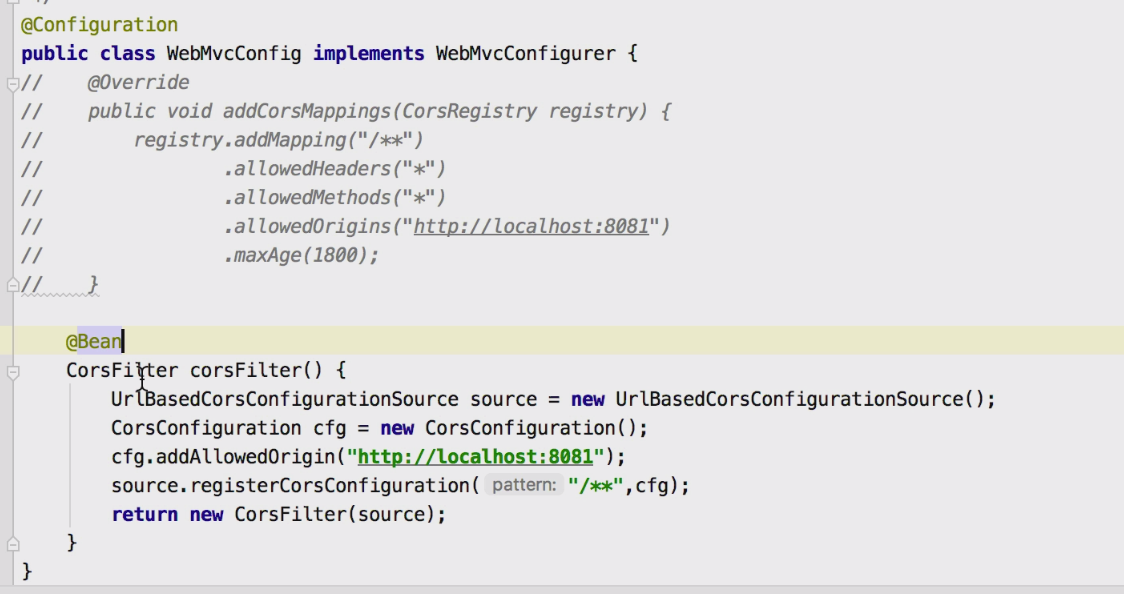 @Configuration
public class WebMvcConfig implements WebMvcConfigurer {
//    @Override
//    public void addCorsMappings(CorsRegistry registry) {
//        registry.addMapping("/**")
//                .allowedHeaders("*")
//                .allowedMethods("*")
//                .allowedOrigins("http://localhost:8081")
//                .maxAge(1800);
//    }
    @Bean
    CorsFilter corsFilter() {
        UrlBasedCorsConfigurationSource source = new UrlBasedCorsConfigurationSource();
        CorsConfiguration cfg = new CorsConfiguration();
        cfg.addAllowedOrigin("http://localhost:8081");
        source.registerCorsConfiguration( pattern: "/**",cfg);
        return new CorsFilter(source);
    }
}